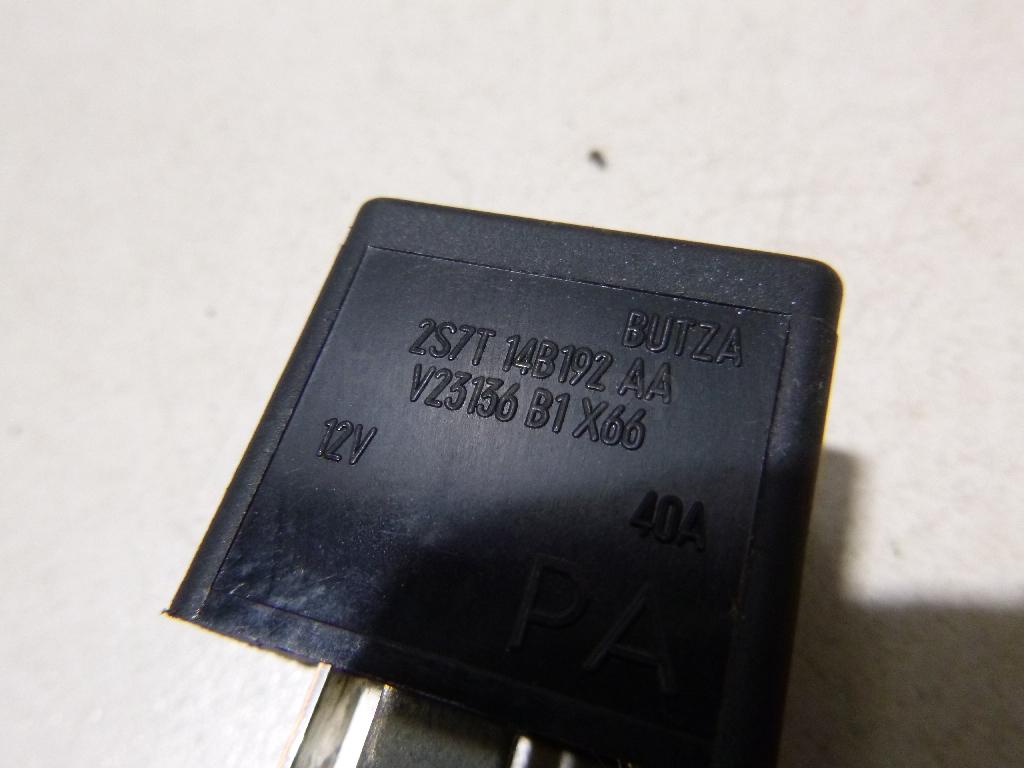 BUTZA
2S7T 14B192 AA
V23136 B1 X66
12V
40A
PA